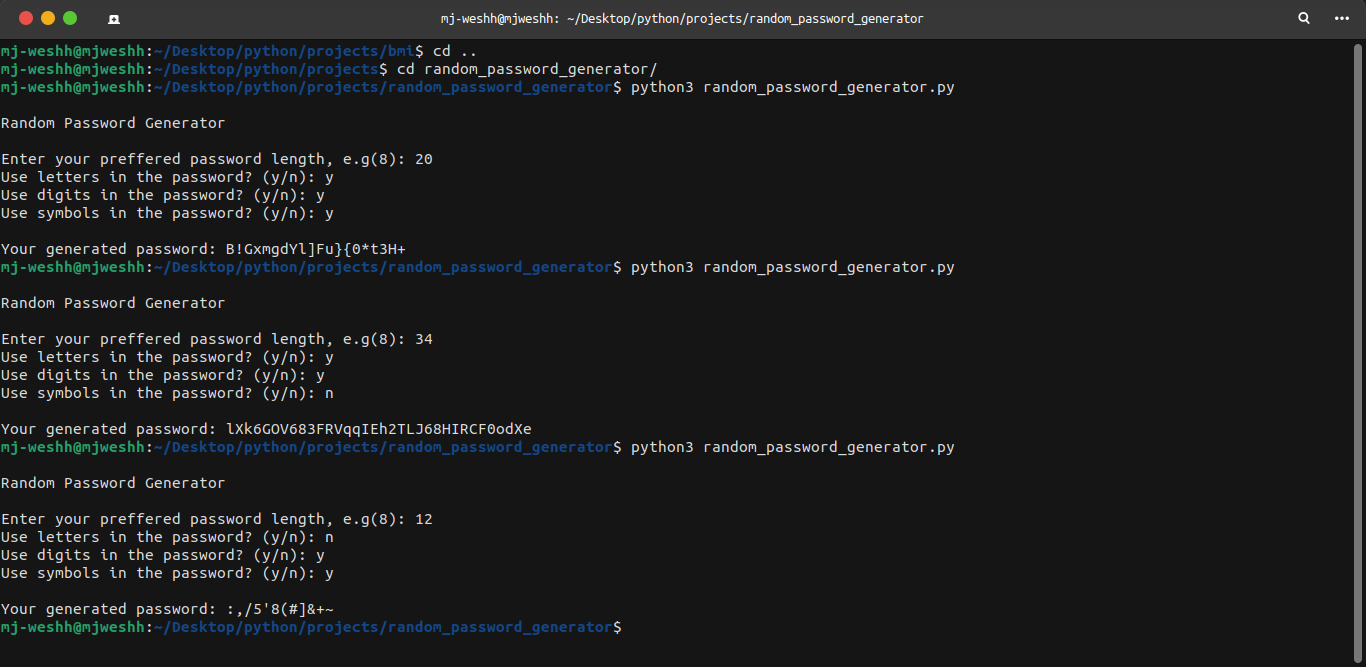 mj-weshh@mjweshh: ~/Desktop/python/projects/random_password_generator
mj-weshh@mjweshh:~/Desktop/python/projects/bmi$ cd ..
mj-weshh@mjweshh:~/Desktop/python/projects$ cd random_password_generator/
mj-weshh@mjweshh:~/Desktop/python/projects/random_password_generator$ python3 random_password_generator.py
Random Password Generator
Enter your preffered password length, e.g(8): 20
Use letters in the password? (y/n): y
Use digits in the password? (y/n): y
Use symbols in the password? (y/n): y
Your generated password: B!GxmgdYl]Fu}{0*t3H+
mj-weshh@mjweshh:~/Desktop/python/projects/random_password_generator$ python3 random_password_generator.py
Random Password Generator
Enter your preffered password length, e.g(8): 34
Use letters in the password? (y/n): y
Use digits in the password? (y/n): y
Use symbols in the password? (y/n): n
Your generated password: lXk6GOV683FRVqqIEh2TLJ68HIRCF0odXe
mj-weshh@mjweshh:~/Desktop/python/projects/random_password_generator$ python3 random_password_generator.py
Random Password Generator
Enter your preffered password length, e.g(8): 12
Use letters in the password? (y/n): n
Use digits in the password? (y/n): y
Use symbols in the password? (y/n): y
Your generated password: :,/5'8(#]&+~
mj-weshh@mjweshh:~/Desktop/python/projects/random_password_generator$